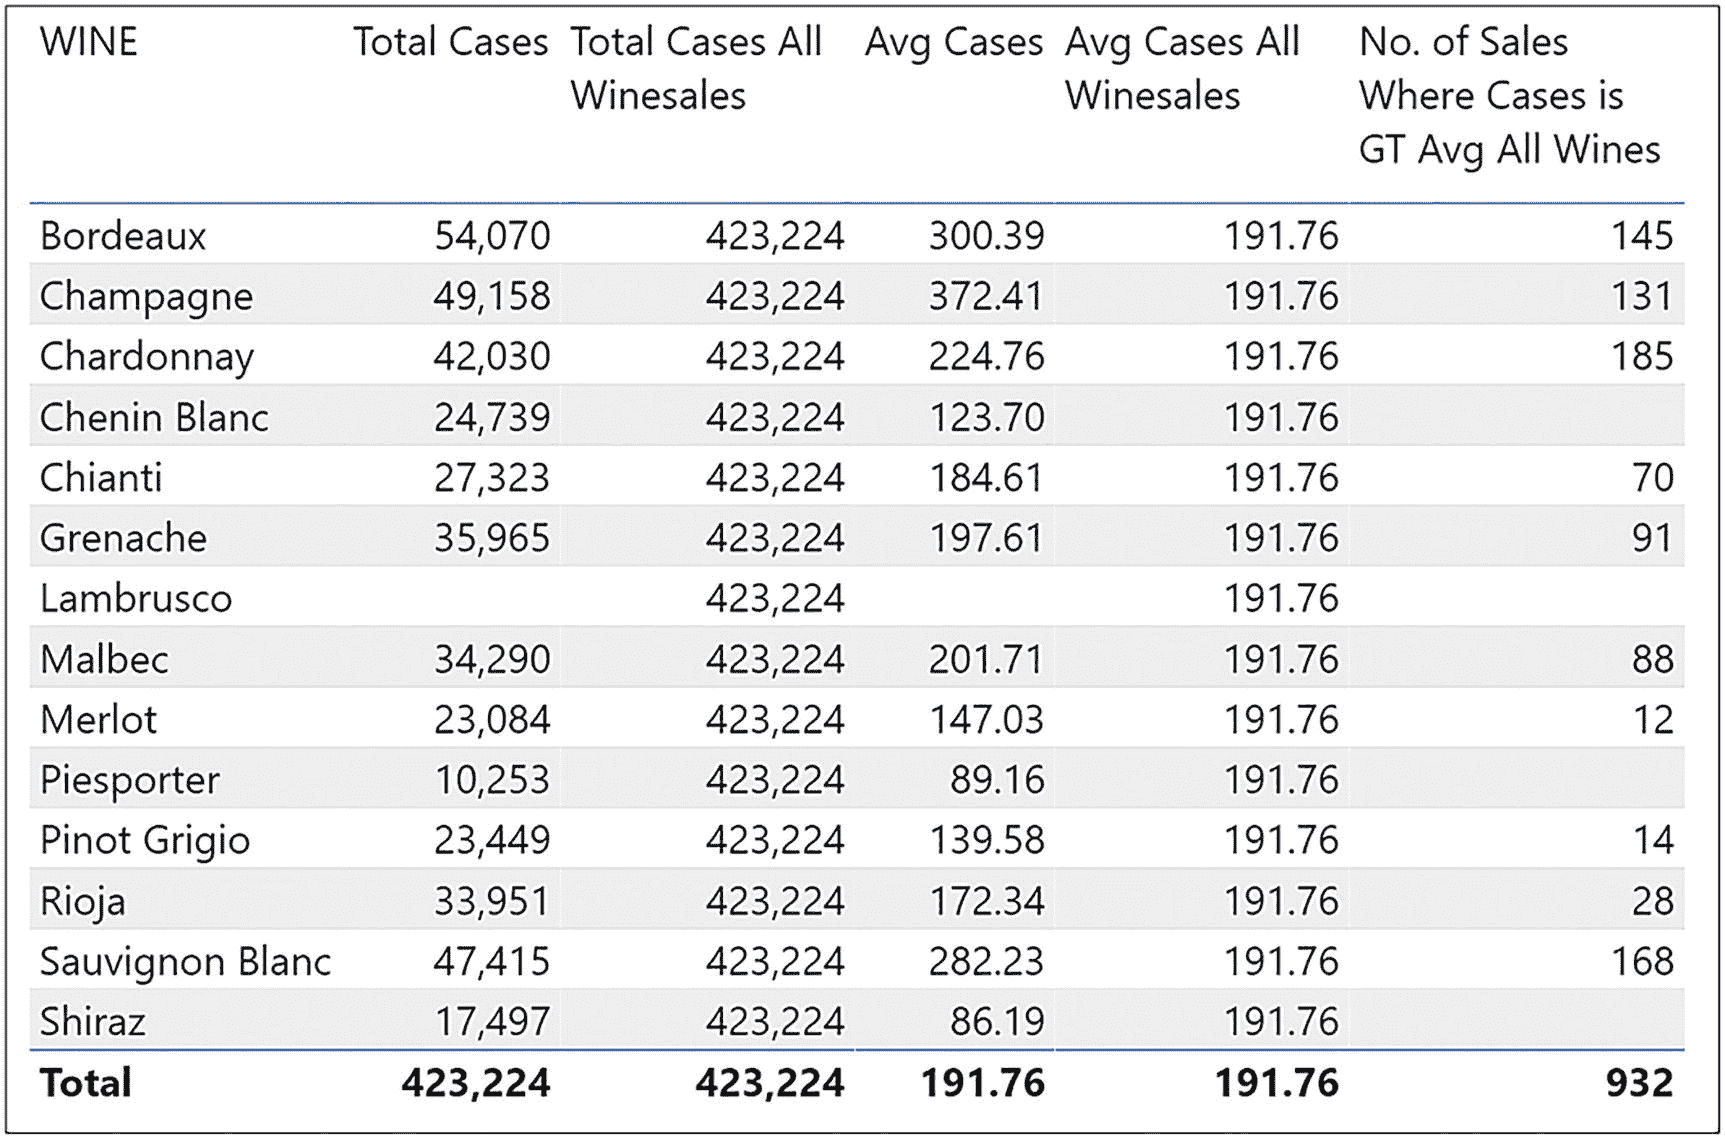 WINE Total Cases Total Cases All Winesales Avg Cases Avg Cases All Winesales No. of Sales Where Cases is GT Avg All Wines
Bordeaux 54,070 423,224 300.39 191.76 145
Champagne 49,158 423,224 372.41 191.76 131
Chardonnay 42,030 423,224 224.76 191.76 185
Chenin Blanc 24,739 423,224 123.70 191.76
Chianti 27,323 423,224 184.61 191.76 70
Grenache 35,965 423,224 197.61 191.76 91
Lambrusco 423,224 191.76
Malbec 34,290 423,224 201.71 191.76 88
Merlot 23,084 423,224 147.03 191.76 12
Piesporter 10,253 423,224 89.16 191.76
Pinot Grigio 23,449 423,224 139.58 191.76 14
Rioja 33,951 423,224 172.34 191.76 28
Sauvignon Blanc 47,415 423,224 282.23 191.76 168
Shiraz 17,497 423,224 86.19 191.76
Total 423,224 423,224 191.76 191.76 932